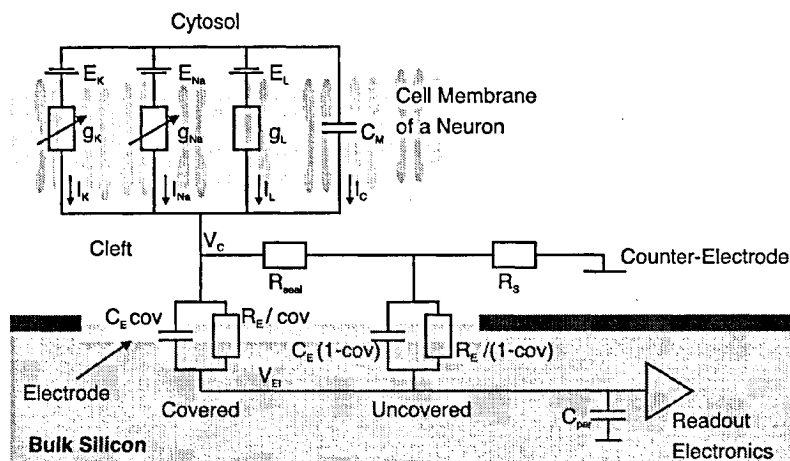 Cytosol
E_K E_Na E_L
Cell Membrane
of a Neuron
g_K g_Na g_L C_M
I_K I_Na I_L I_C
Cleft V_C
R_seal R_S Counter-Electrode
C_E cov R_E / cov C_E (1-cov) R_E /(1-cov)
Electrode V_El
Covered Uncovered C_par Readout
Bulk Silicon Electronics